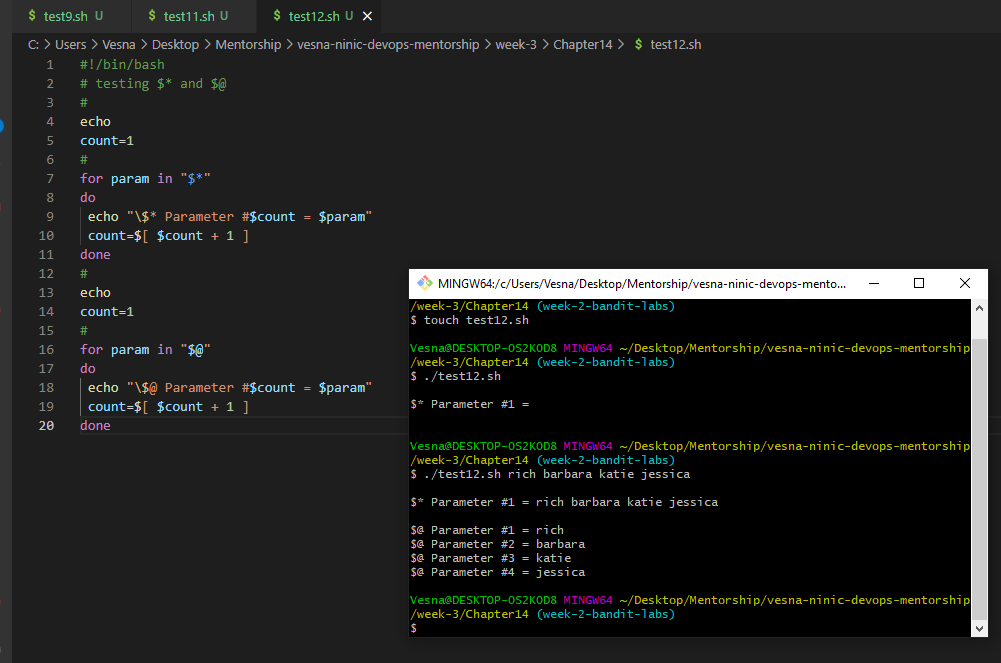 $ test9.sh U $ test11.sh U $ test12.sh U
C: > Users > Vesna > Desktop > Mentorship > vesna-ninic-devops-mentorship > week-3 > Chapter14 > $ test12.sh
1 #!/bin/bash
2 # testing $* and $@
3 #
4 echo
5 count=1
6 #
7 for param in "$*"
8 do
9 echo "\$* Parameter #$count = $param"
10 count=$[ $count + 1 ]
11 done
12 #
13 echo
14 count=1
15 #
16 for param in "$@"
17 do
18 echo "\$@ Parameter #$count = $param"
19 count=$[ $count + 1 ]
20 done
MINGW64:/c/Users/Vesna/Desktop/Mentorship/vesna-ninic-devops-mento...
/week-3/Chapter14 (week-2-bandit-labs)
$ touch test12.sh
Vesna@DESKTOP-OS2KOD8 MINGW64 ~/Desktop/Mentorship/vesna-ninic-devops-mentorship
/week-3/Chapter14 (week-2-bandit-labs)
$ ./test12.sh
$* Parameter #1 =
Vesna@DESKTOP-OS2KOD8 MINGW64 ~/Desktop/Mentorship/vesna-ninic-devops-mentorship
/week-3/Chapter14 (week-2-bandit-labs)
$ ./test12.sh rich barbara katie jessica
$* Parameter #1 = rich barbara katie jessica
$@ Parameter #1 = rich
$@ Parameter #2 = barbara
$@ Parameter #3 = katie
$@ Parameter #4 = jessica
Vesna@DESKTOP-OS2KOD8 MINGW64 ~/Desktop/Mentorship/vesna-ninic-devops-mentorship
/week-3/Chapter14 (week-2-bandit-labs)
$